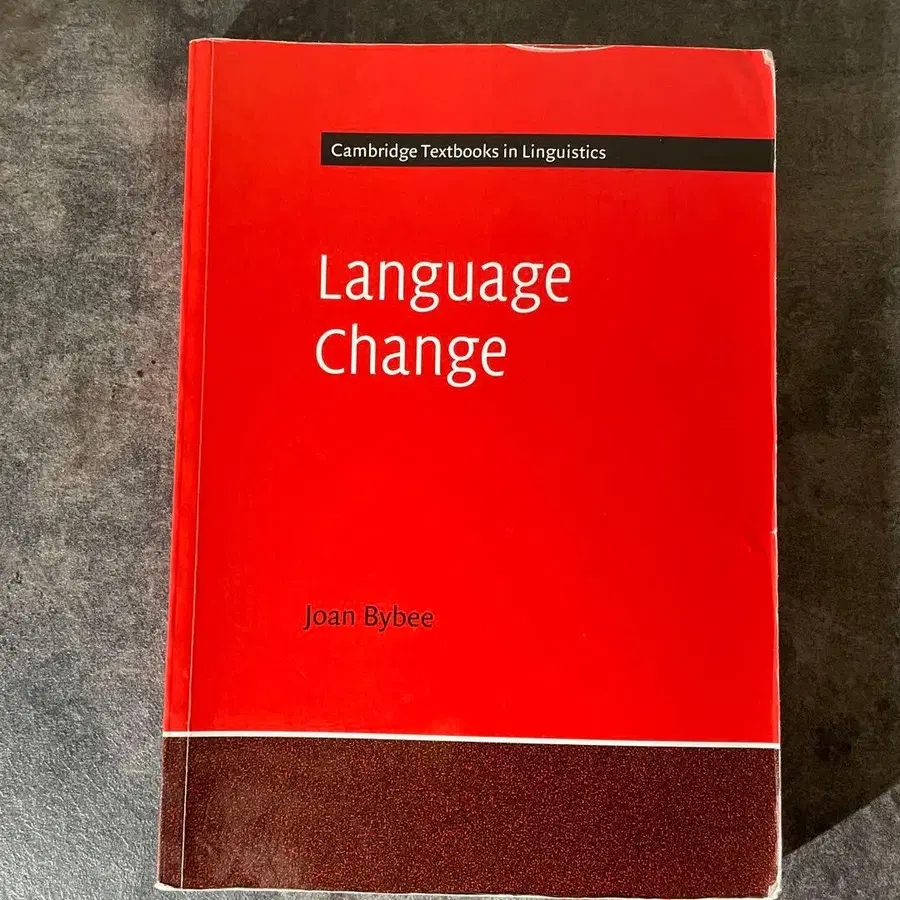 Cambridge Textbooks in Linguistics
Language
Change
Joan Bybee